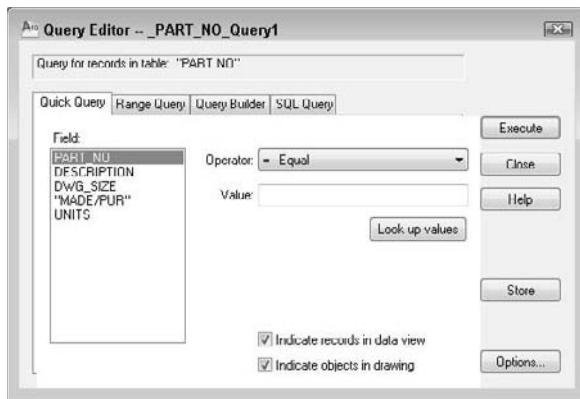 Query Editor -- _PART_NO_Query1
Query for records in table: "PART NO"
Quick Query Range Query Query Builder SQL Query
Field:
PART_NO
DESCRIPTION
DWG_SIZE
"MADE/PUR"
UNITS
Operator: = Equal
Value:
Look up values
Indicate records in data view
Indicate objects in drawing
Execute
Close
Help
Store
Options...